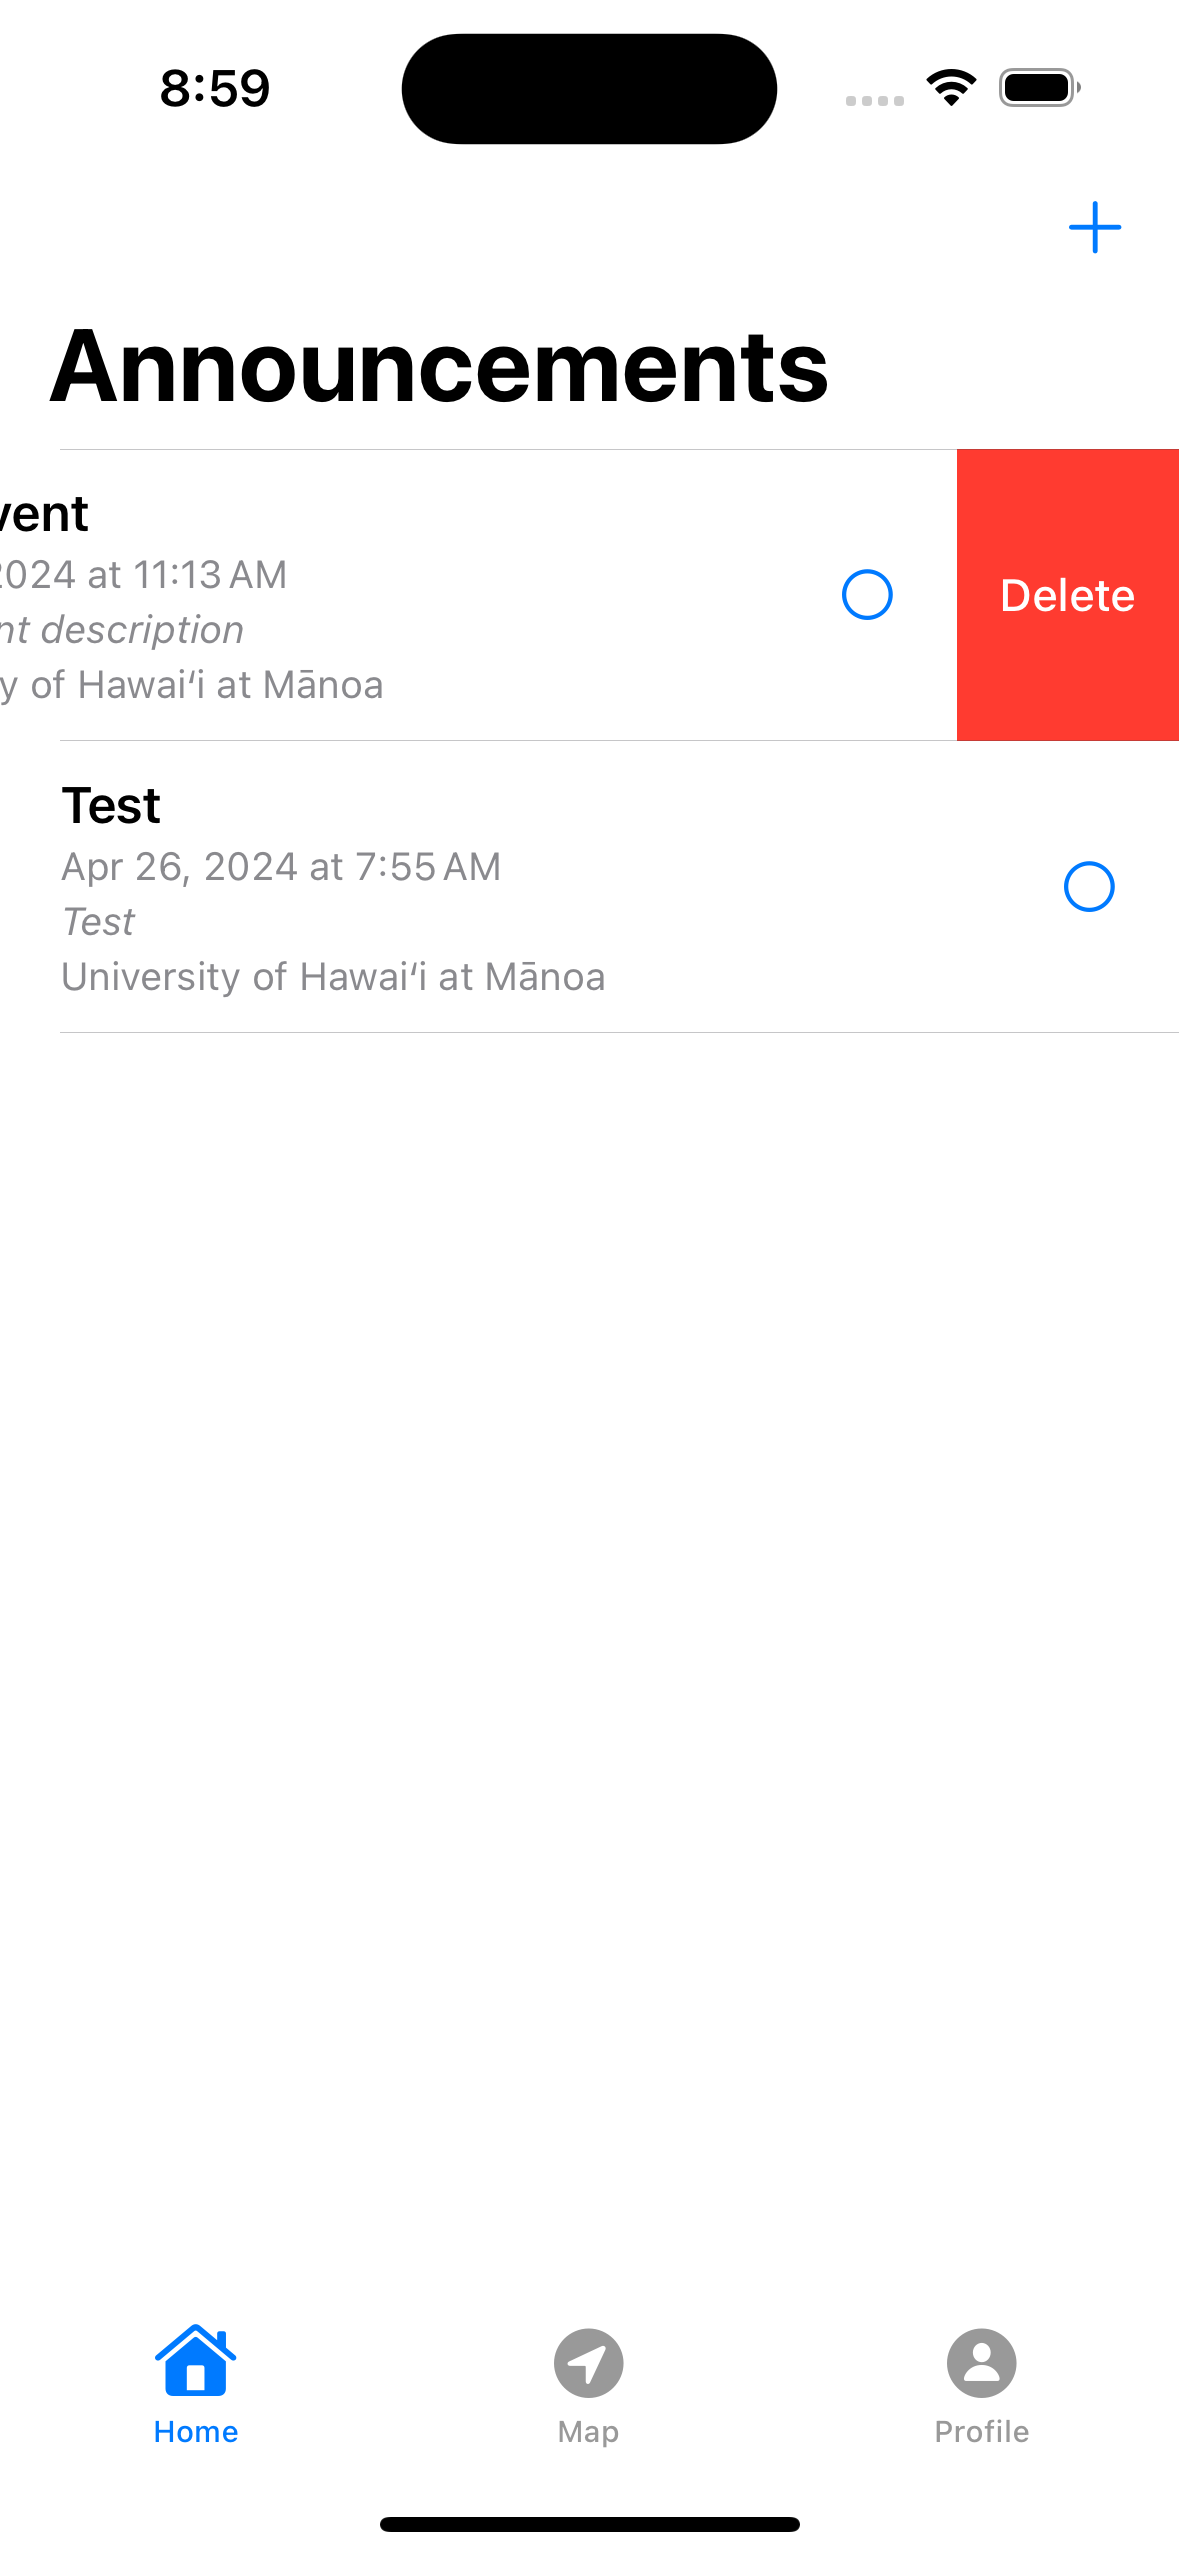 8:59
Announcements
vent
2024 at 11:13 AM
nt description
Delete
y of Hawaiʻi at Mānoa
Test
Apr 26, 2024 at 7:55 AM
Test
University of Hawaiʻi at Mānoa
Home
Map
Profile